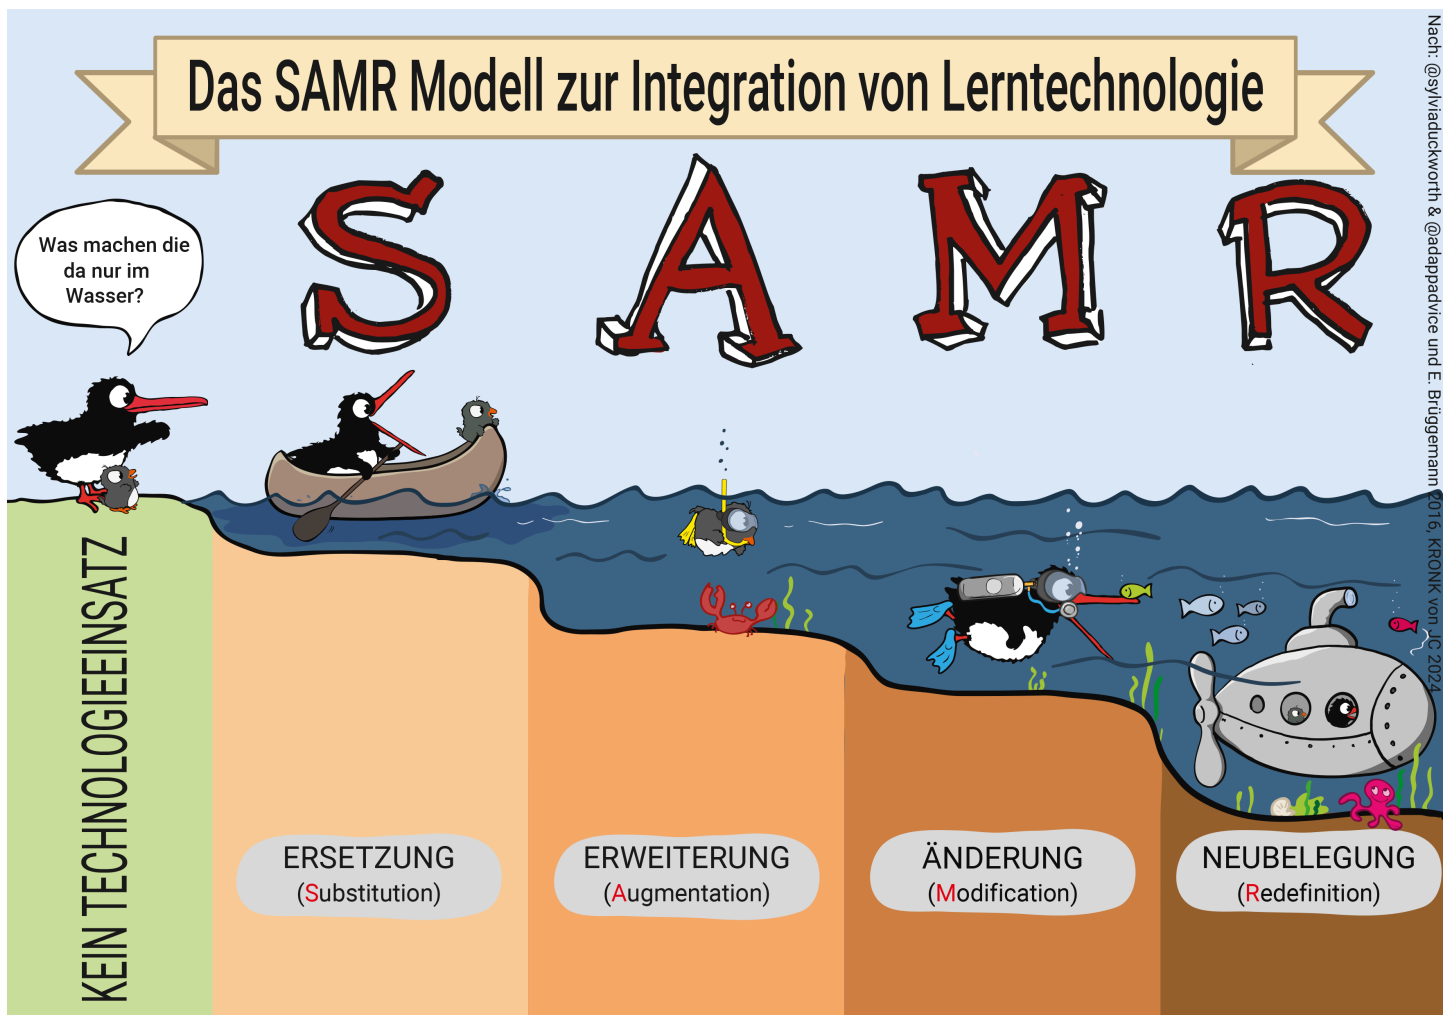 Das SAMR Modell zur Integration von Lerntechnologie
S A M R
Was machen die
da nur im
Wasser?
KEIN TECHNOLOGIEEINSATZ
ERSETZUNG
(Substitution)
ERWEITERUNG
(Augmentation)
ÄNDERUNG
(Modification)
NEUBELEGUNG
(Redefinition)
Nach: @sylviaduckworth & @adappadvice und E. Brüggemann 2016, KRONK von JC 2024